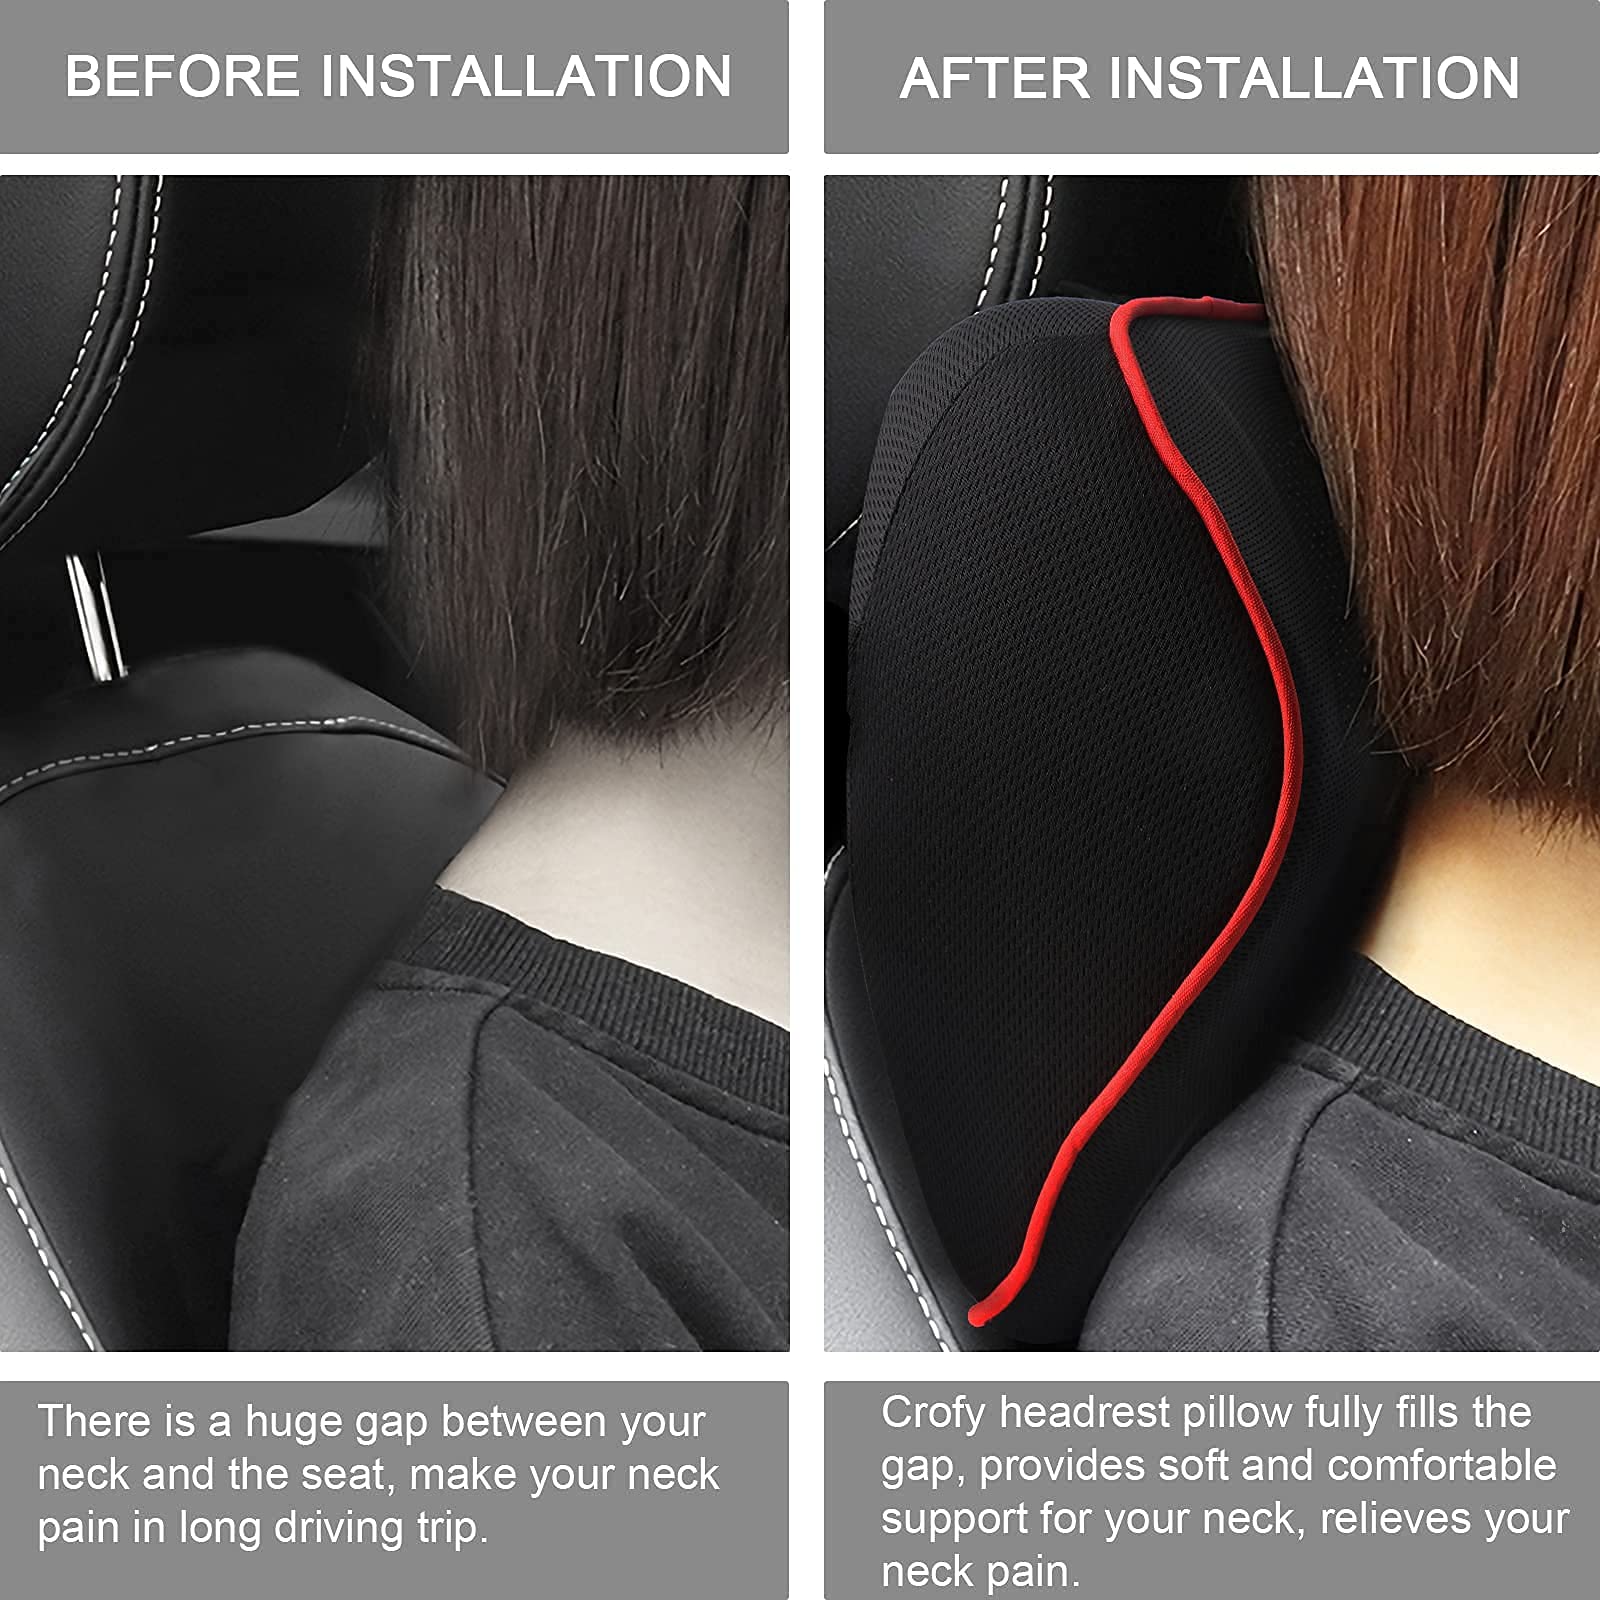 BEFORE INSTALLATION
AFTER INSTALLATION
There is a huge gap between your
neck and the seat, make your neck
pain in long driving trip.
Crofy headrest pillow fully fills the
gap, provides soft and comfortable
support for your neck, relieves your
neck pain.